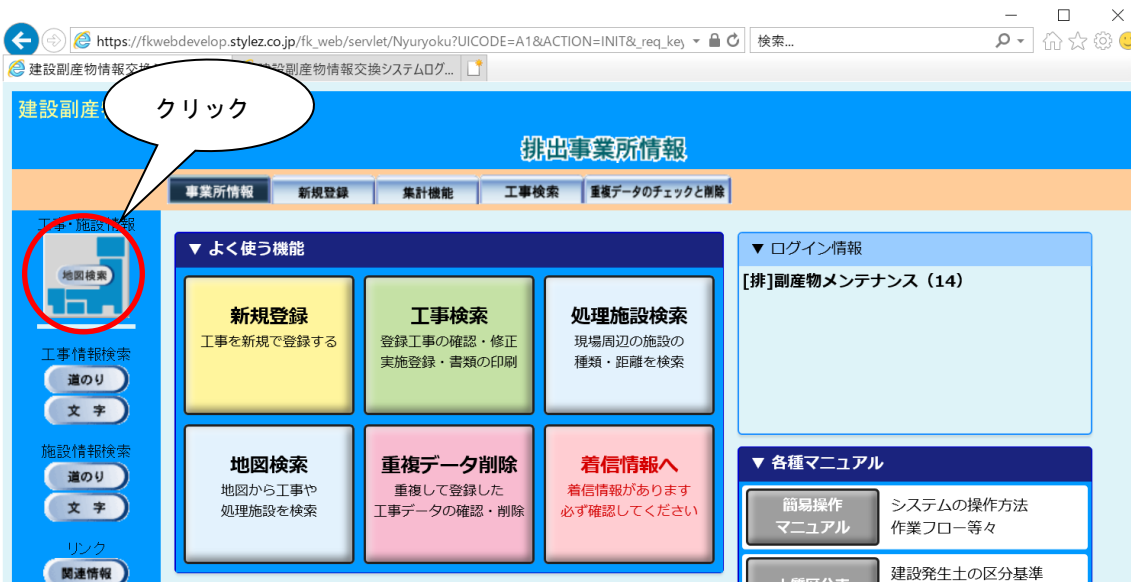 https://fkwebdevelop.stylez.co.jp/fk_web/servlet/Nyuryoku?UICODE=A1&ACTION=INIT&_req_key
検索...
建設副産物情報交換
設副産物情報交換システムログ...
建設副産
クリック
排出事業所情報
事業所情報 新規登録 集計機能 工事検索 重複データのチェックと削除
工事・施設情報
地図検索
工事情報検索
道のり
文 字
施設情報検索
道のり
文 字
リンク
関連情報
▼ よく使う機能
新規登録
工事を新規で登録する
工事検索
登録工事の確認・修正
実施登録・書類の印刷
処理施設検索
現場周辺の施設の
種類・距離を検索
地図検索
地図から工事や
処理施設を検索
重複データ削除
重複して登録した
工事データの確認・削除
着信情報へ
着信情報があります
必ず確認してください
▼ ログイン情報
[排]副産物メンテナンス（14）
▼ 各種マニュアル
簡易操作
マニュアル
システムの操作方法
作業フロー等々
建設発生土の区分基準